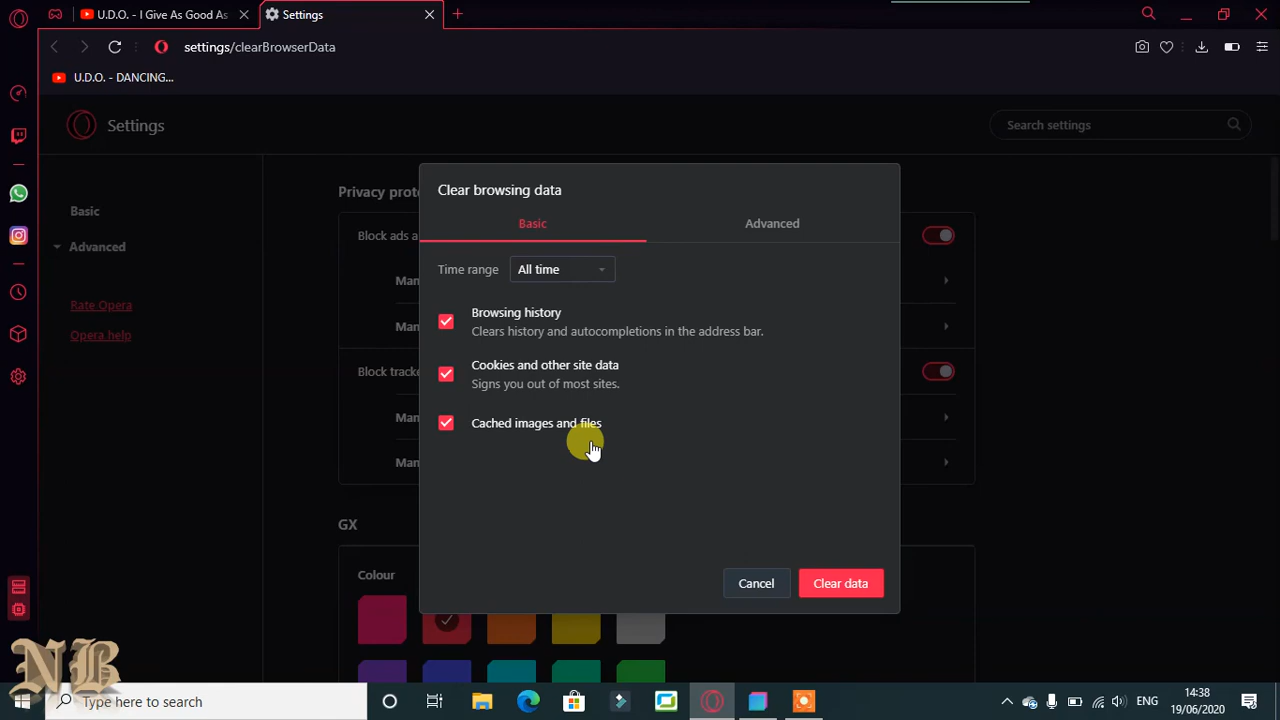 U.D.O. - I Give As Good As
Settings
settings/clearBrowserData
U.D.O. - DANCING...
Settings
Search settings
Basic
Advanced
Rate Opera
Opera help
Privacy prote
Block ads a
Man
Man
Block tracke
Man
Man
GX
Colour
Clear browsing data
Basic
Advanced
Time range
All time
Browsing history
Clears history and autocompletions in the address bar.
Cookies and other site data
Signs you out of most sites.
Cached images and files
Cancel
Clear data
NB
Type here to search
ENG
14:38
19/06/2020